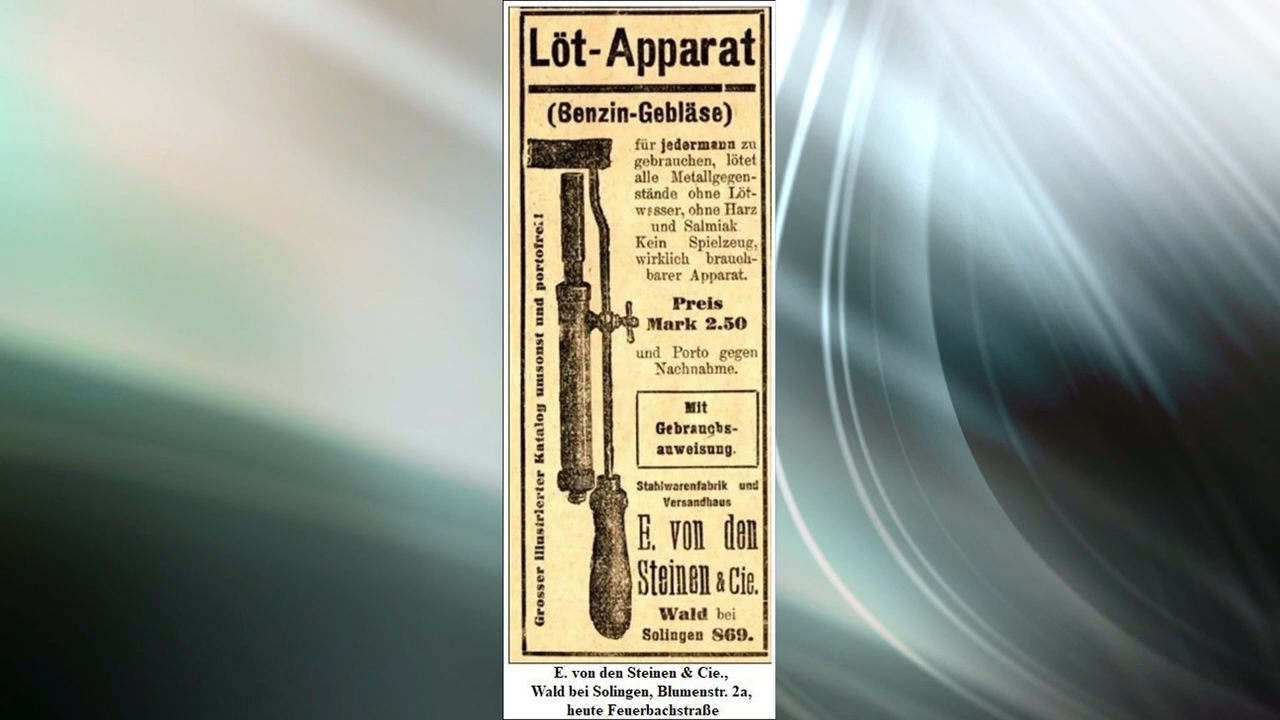 Löt-Apparat
(Benzin-Gebläse)
für jedermann zu
gebrauchen, lötet
alle Metallgegen-
stände ohne Löt-
wasser, ohne Harz
und Salmiak
Kein Spielzeug,
wirklich brauch-
barer Apparat.
Preis
Mark 2.50
und Porto gegen
Nachnahme.
Mit
Gebrauchs-
anweisung.
Stahlwarenfabrik und
Versandhaus
E. von den
Steinen & Cie.
Wald bei
Solingen 869.
Grosser illustrierter Katalog umsonst und portofrei!
E. von den Steinen & Cie.,
Wald bei Solingen, Blumenstr. 2a,
heute Feuerbachstraße